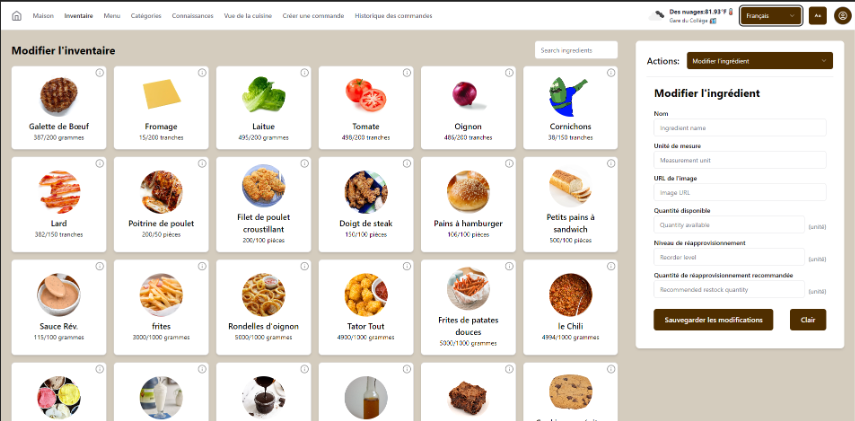 Maison Inventaire Menu Catégories Connaissances Vue de la cuisine Créer une commande Historique des commandes
Des nuages:81.93°F
Gare du Collège
Français
Aa
Modifier l'inventaire
Search ingredients
Galette de Bœuf
387/200 grammes
Fromage
15/200 tranches
Laitue
495/200 grammes
Tomate
498/200 tranches
Oignon
486/200 tranches
Cornichons
38/150 tranches
Lard
382/150 tranches
Poitrine de poulet
200/50 pièces
Filet de poulet
croustillant
200/100 pièces
Doigt de steak
150/100 pièces
Pains à hamburger
106/100 pièces
Petits pains à
sandwich
500/100 pièces
Sauce Rév.
115/100 grammes
frites
3000/1000 grammes
Rondelles d'oignon
5000/1000 grammes
Tator Tout
4900/1000 grammes
Frites de patates
douces
5000/1000 grammes
le Chili
4994/1000 grammes
Actions:
Modifier l'ingrédient
Modifier l'ingrédient
Nom
Ingredient name
Unité de mesure
Measurement unit
URL de l'image
Image URL
Quantité disponible
Quantity available
(unité)
Niveau de réapprovisionnement
Reorder level
(unité)
Quantité de réapprovisionnement recommandée
Recommended restock quantity
(unité)
Sauvegarder les modifications
Clair